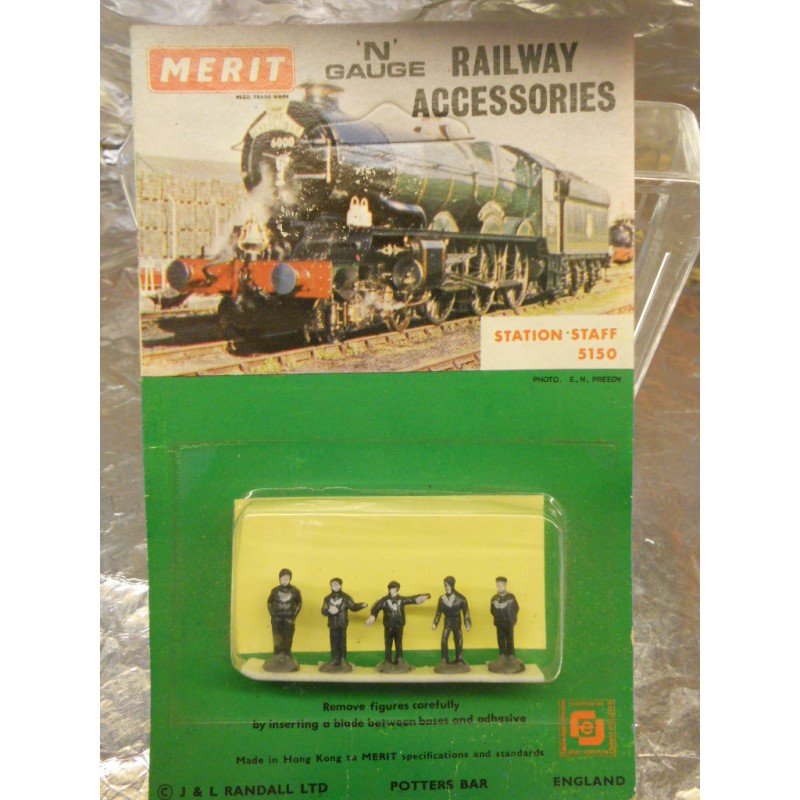 MERIT
REGD. TRADE MARK
'N'
GAUGE
RAILWAY
ACCESSORIES
6000
STATION STAFF
5150
PHOTO. E.N. PREEDY
Remove figures carefully
by inserting a blade between bases and adhesive
Made in Hong Kong to MERIT specifications and standards
© J & L RANDALL LTD POTTERS BAR ENGLAND